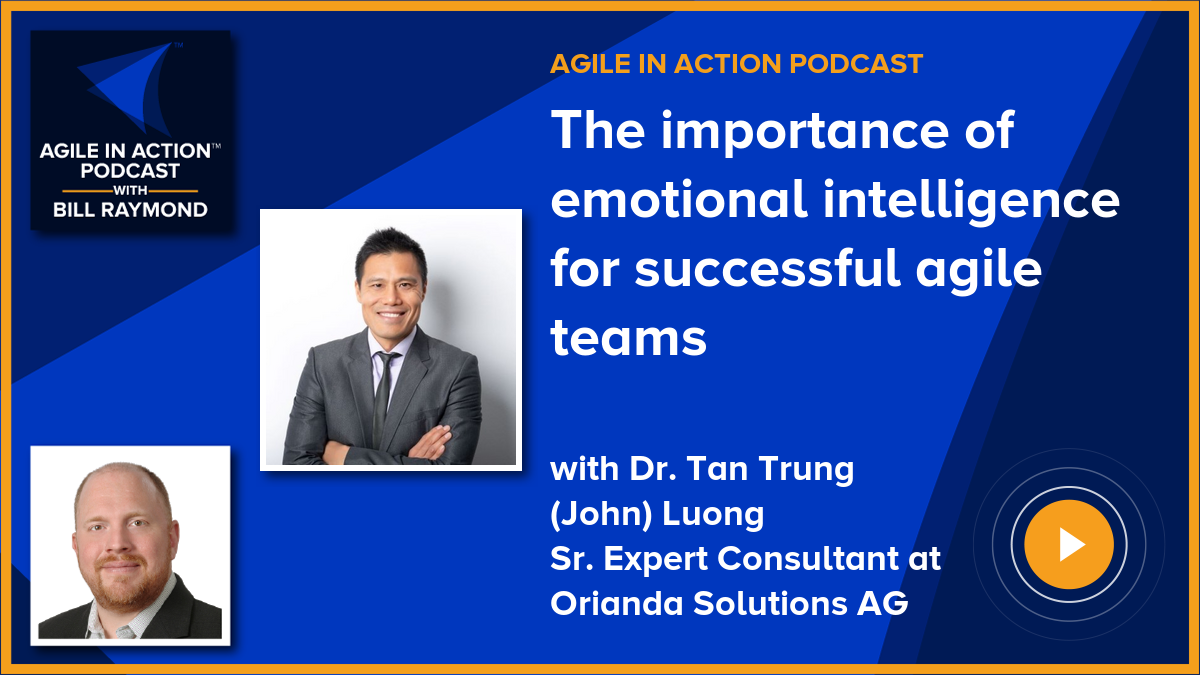 AGILE IN ACTION™
PODCAST
WITH
BILL RAYMOND
AGILE IN ACTION PODCAST
The importance of
emotional intelligence
for successful agile
teams
with Dr. Tan Trung
(John) Luong
Sr. Expert Consultant at
Orianda Solutions AG
TM